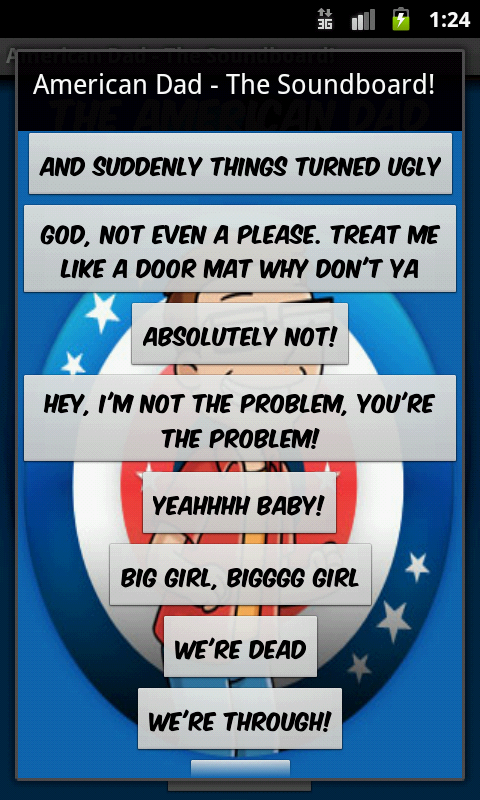 3G 1:24
American Dad - The Soundboard!
American Dad - The Soundboard!
THE AMERICAN DAD
AND SUDDENLY THINGS TURNED UGLY
GOD, NOT EVEN A PLEASE. TREAT ME
LIKE A DOOR MAT WHY DON'T YA
ABSOLUTELY NOT!
HEY, I'M NOT THE PROBLEM, YOU'RE
THE PROBLEM!
YEAHHHH BABY!
BIG GIRL, BIGGGG GIRL
WE'RE DEAD
WE'RE THROUGH!